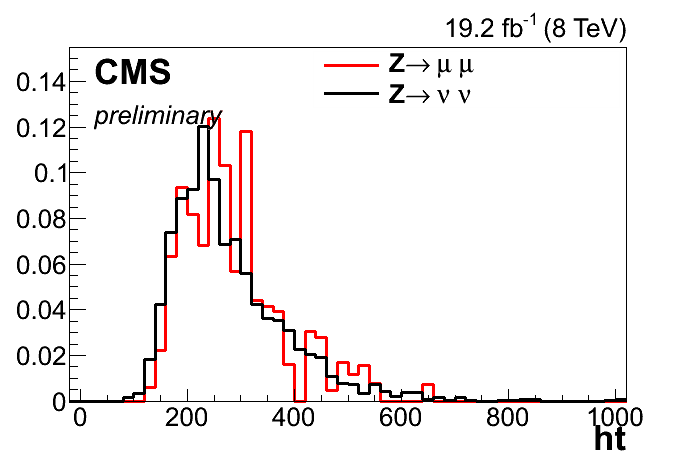 19.2 fb⁻¹ (8 TeV)
CMS
preliminary
Z→ μ μ
Z→ ν ν
0.14
0.12
0.1
0.08
0.06
0.04
0.02
0
0 200 400 600 800 1000
ht